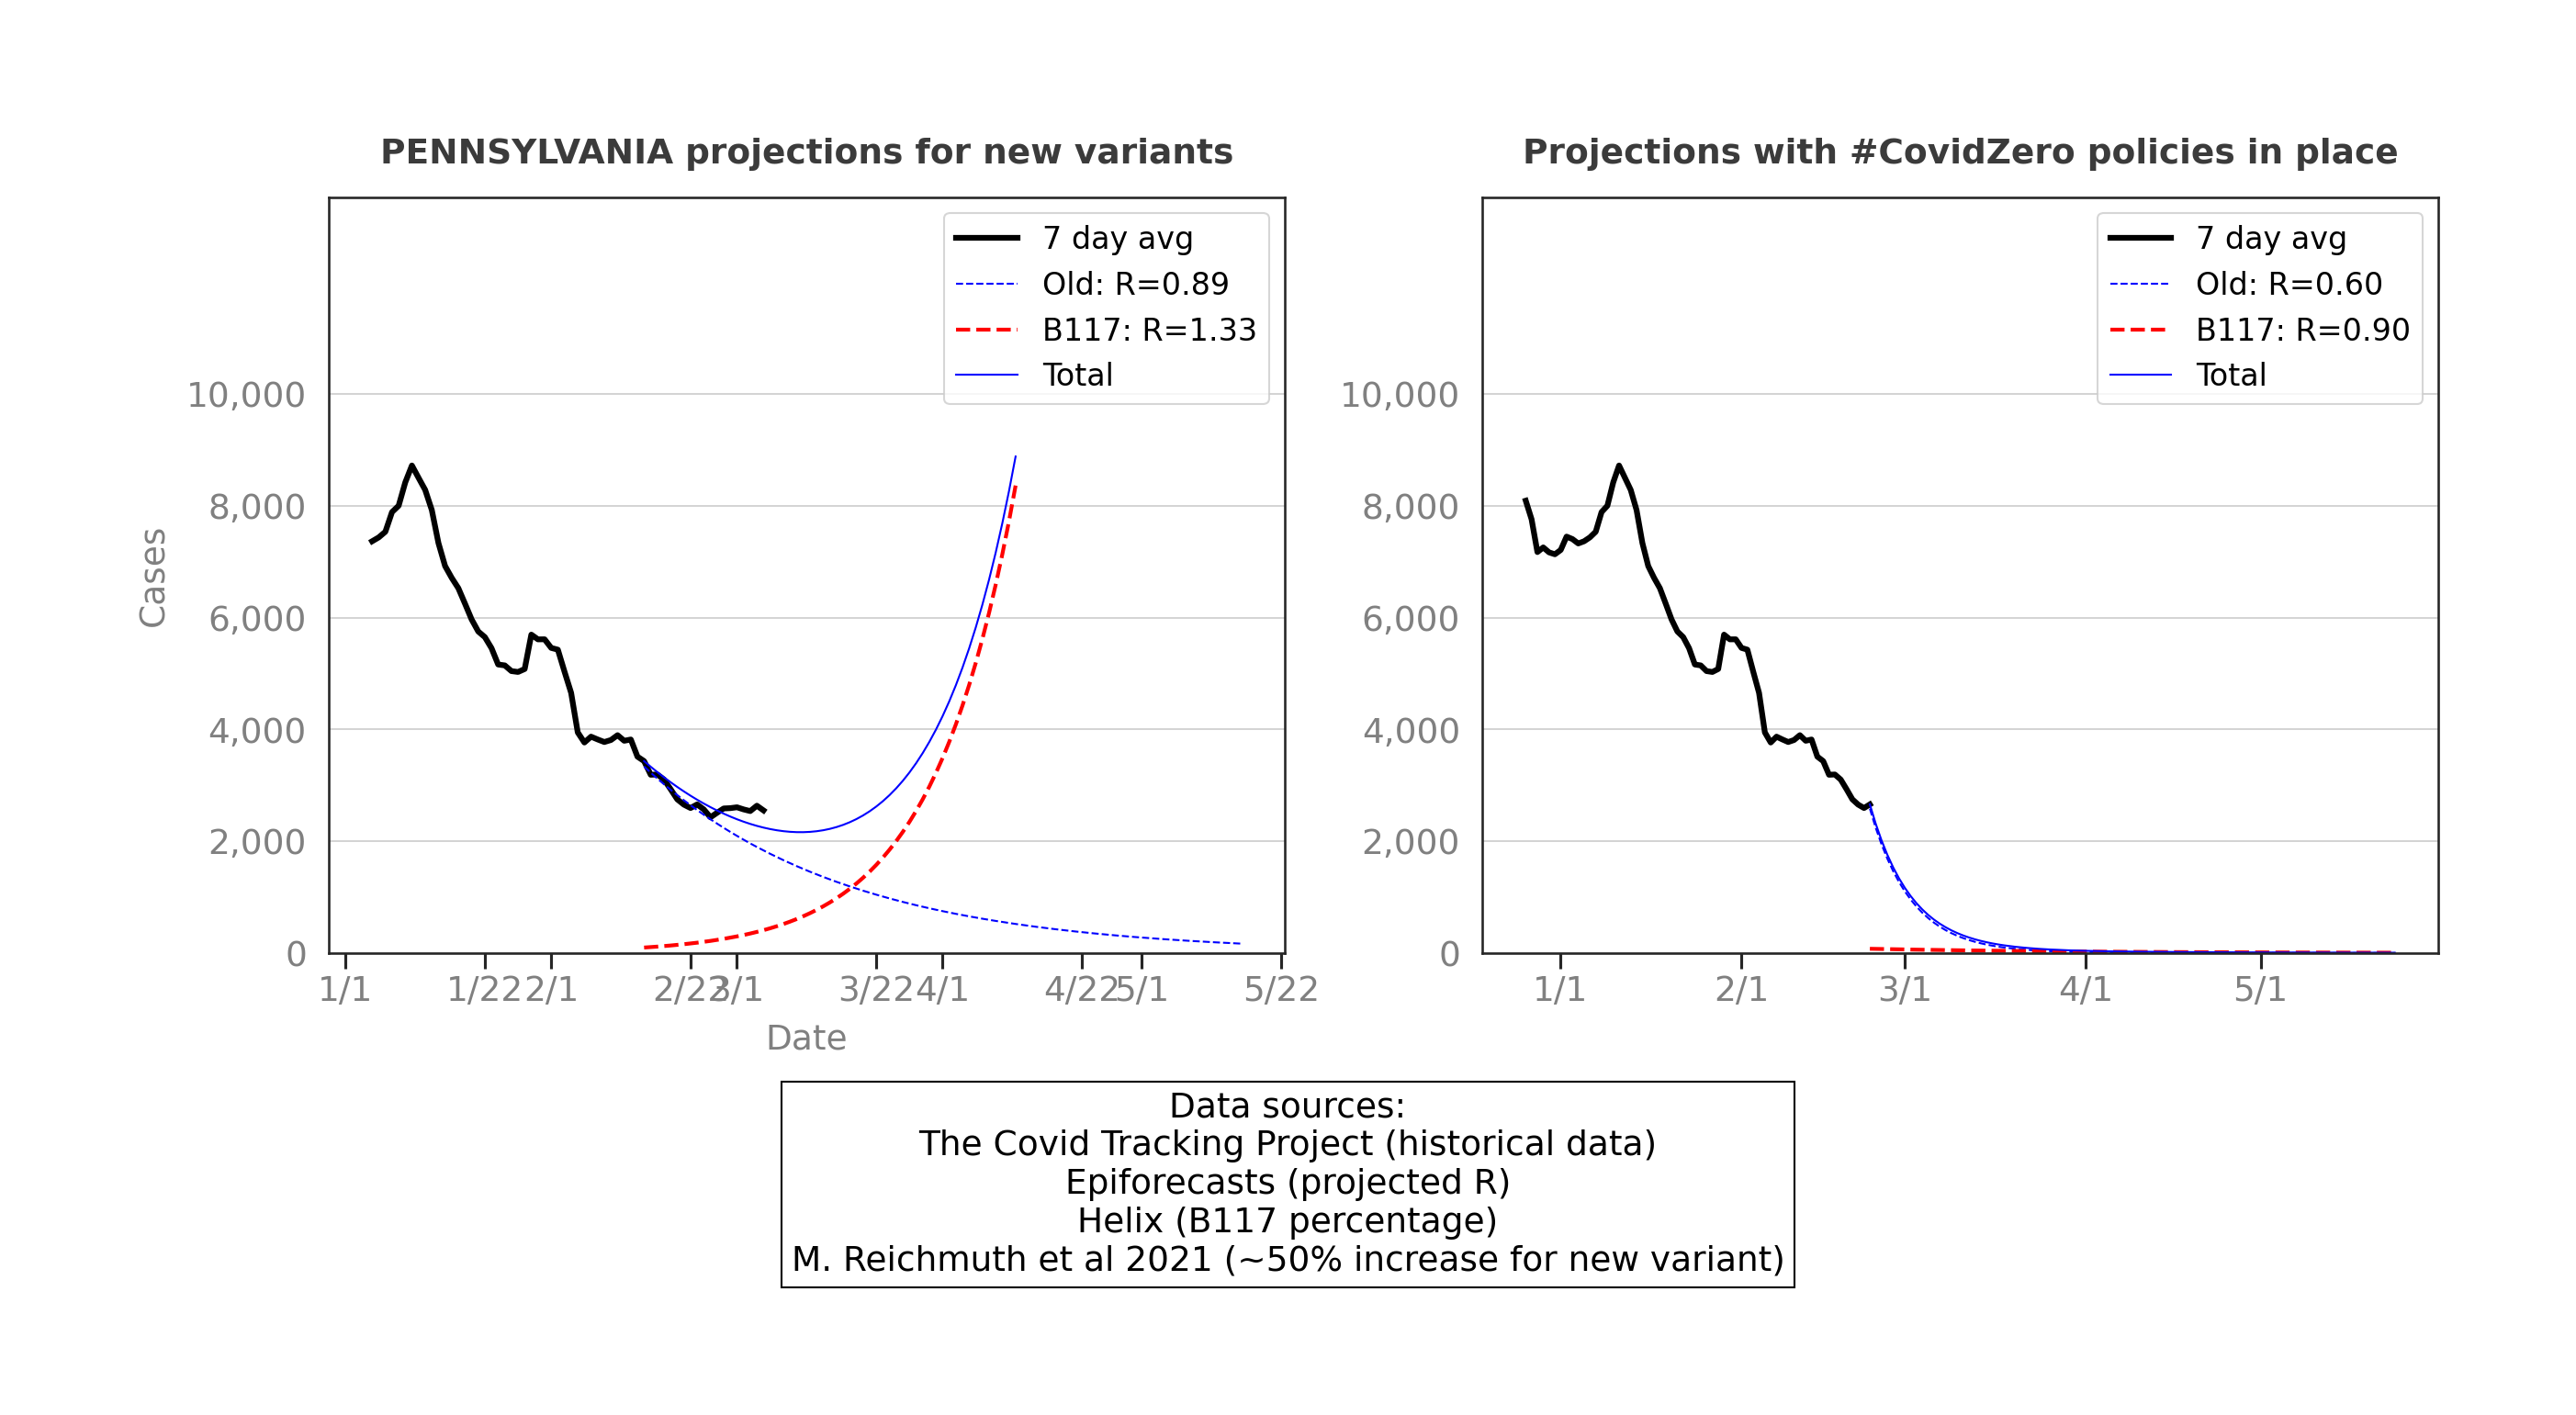 PENNSYLVANIA projections for new variants
7 day avg
Old: R=0.89
B117: R=1.33
Total
10,000
8,000
6,000
4,000
2,000
0
Cases
1/1 1/22 2/1 2/22 3/1 3/22 4/1 4/22 5/1 5/22
Date
Projections with #CovidZero policies in place
7 day avg
Old: R=0.60
B117: R=0.90
Total
10,000
8,000
6,000
4,000
2,000
0
1/1 2/1 3/1 4/1 5/1
Data sources:
The Covid Tracking Project (historical data)
Epiforecasts (projected R)
Helix (B117 percentage)
M. Reichmuth et al 2021 (~50% increase for new variant)